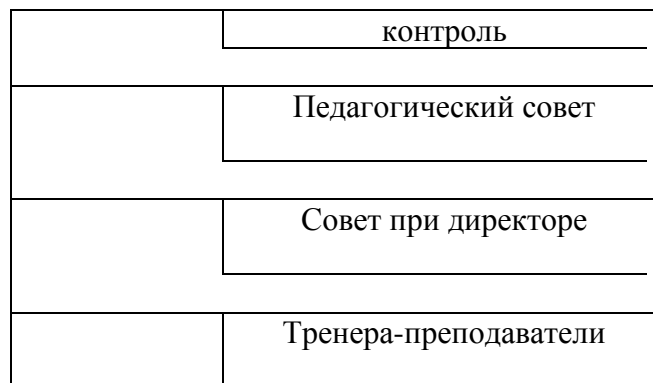 контроль
Педагогический совет
Совет при директоре
Тренера-преподаватели